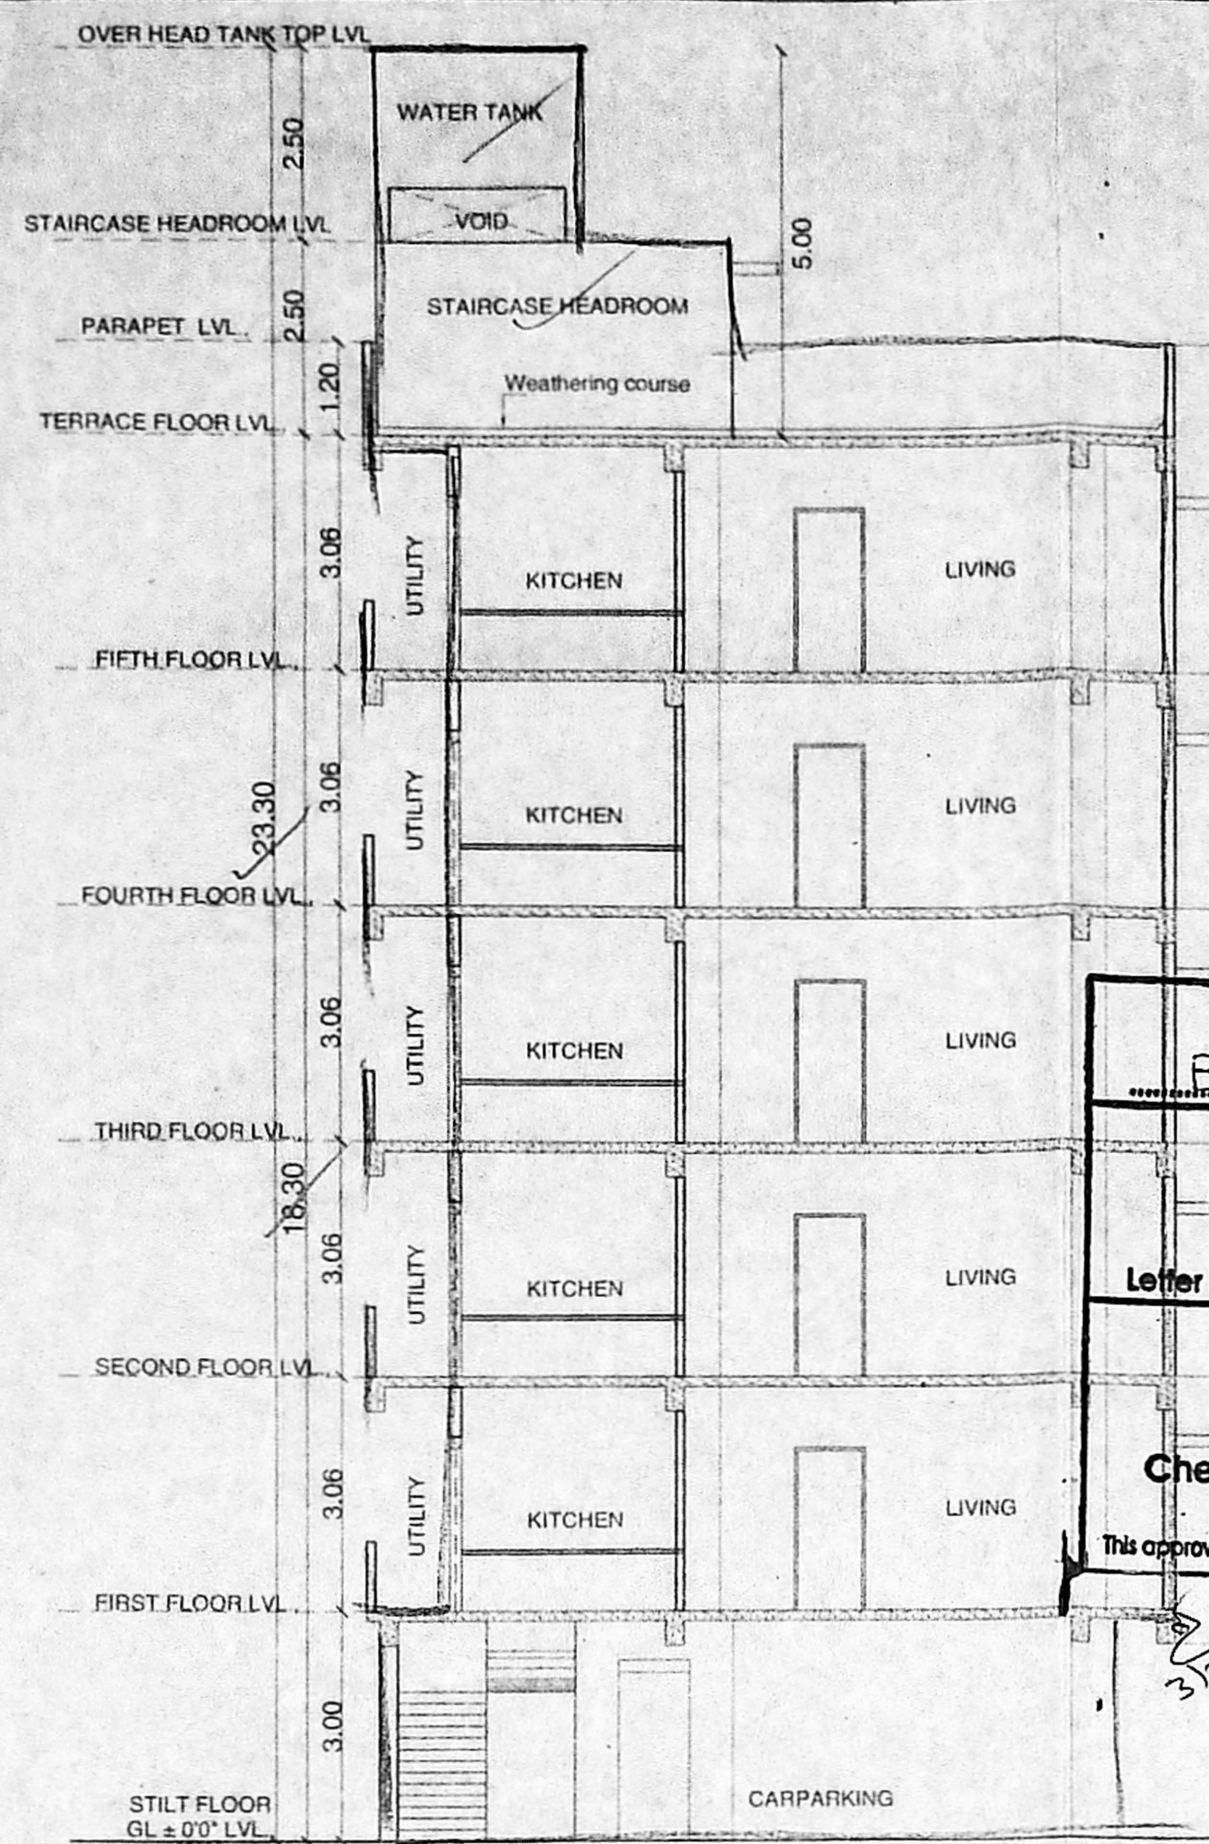 OVER HEAD TANK TOP LVL
WATER TANK
2.50
VOID
STAIRCASE HEADROOM LVL
5.00
STAIRCASE HEADROOM
2.50
PARAPET LVL.
1.20
Weathering course
TERRACE FLOOR LVL.
3.06
UTILITY
KITCHEN
LIVING
FIFTH FLOOR LVL.
23.30
3.06
UTILITY
KITCHEN
LIVING
FOURTH FLOOR LVL.
3.06
UTILITY
KITCHEN
LIVING
THIRD FLOOR LVL.
18.30
3.06
UTILITY
KITCHEN
LIVING
Letter
SECOND FLOOR LVL.
3.06
UTILITY
KITCHEN
LIVING
Che
This approv
FIRST FLOOR LVL.
3.00
CARPARKING
STILT FLOOR
GL ± 0'0" LVL.